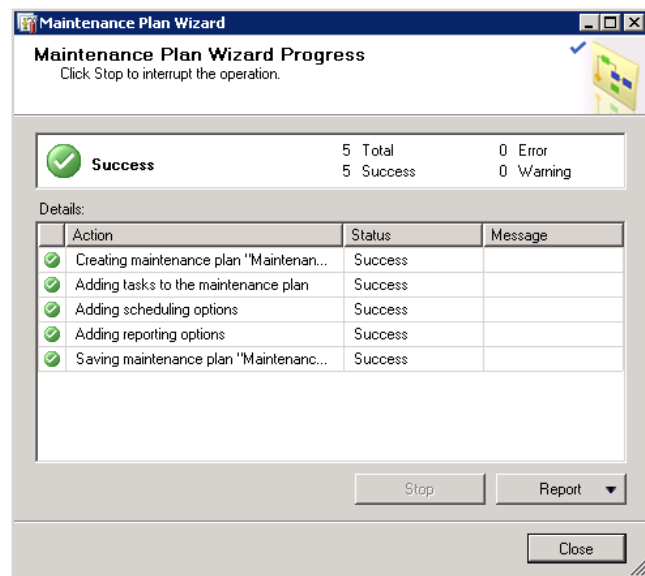 Maintenance Plan Wizard
Maintenance Plan Wizard Progress
Click Stop to interrupt the operation.
Success
5 Total 0 Error
5 Success 0 Warning
Details:
Action Status Message
Creating maintenance plan "Maintenan... Success
Adding tasks to the maintenance plan Success
Adding scheduling options Success
Adding reporting options Success
Saving maintenance plan "Maintenanc... Success
Stop Report
Close